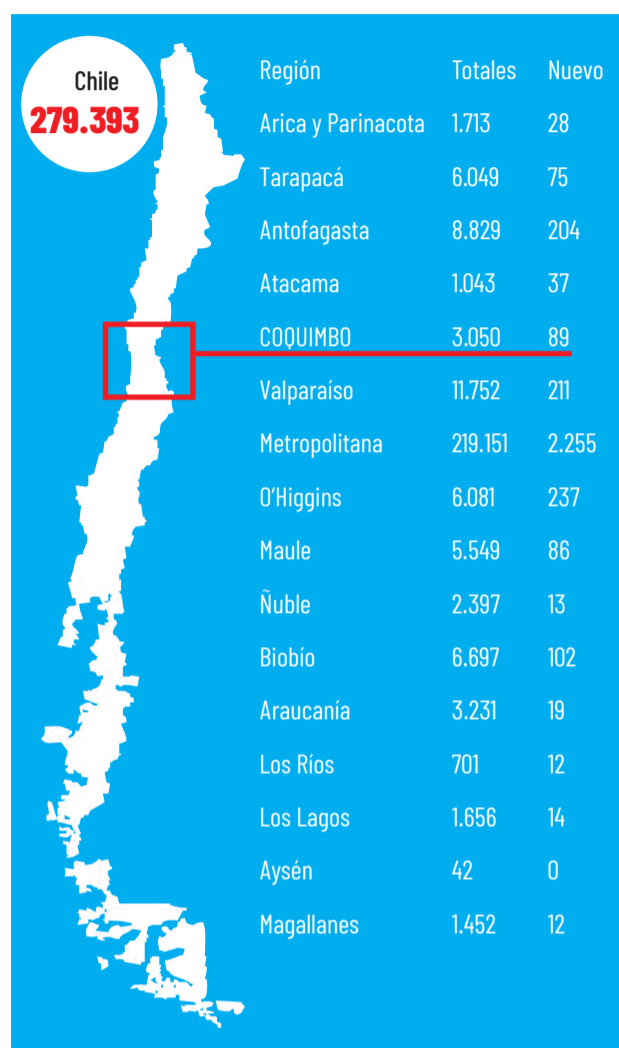 Chile
279.393
Región Totales Nuevo
Arica y Parinacota 1.713 28
Tarapacá 6.049 75
Antofagasta 8.829 204
Atacama 1.043 37
COQUIMBO 3.050 89
Valparaíso 11.752 211
Metropolitana 219.151 2.255
O’Higgins 6.081 237
Maule 5.549 86
Ñuble 2.397 13
Biobío 6.697 102
Araucanía 3.231 19
Los Ríos 701 12
Los Lagos 1.656 14
Aysén 42 0
Magallanes 1.452 12